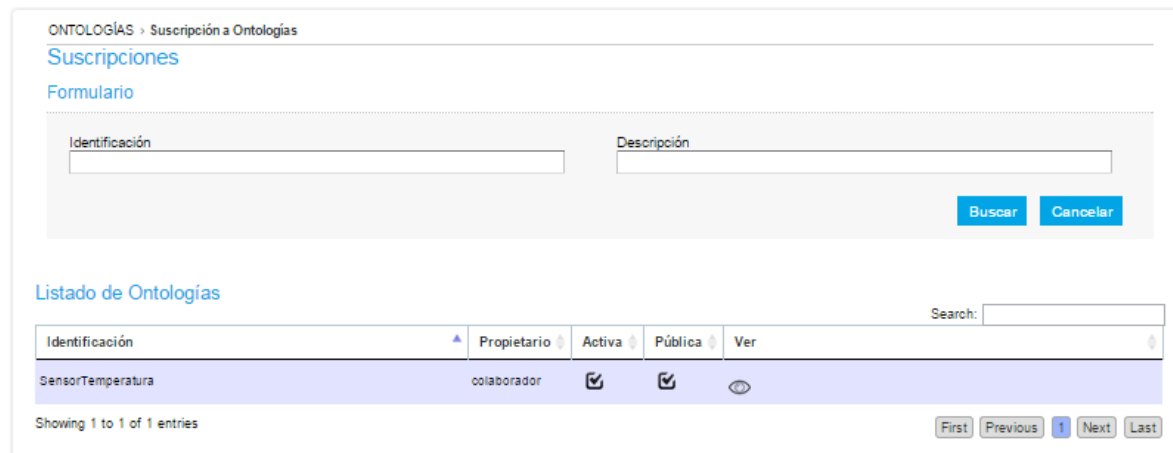 ONTOLOGÍAS › Suscripción a Ontologías
Suscripciones
Formulario
Identificación Descripción
Buscar Cancelar
Listado de Ontologías
Search:
Identificación Propietario Activa Pública Ver
SensorTemperatura colaborador
Showing 1 to 1 of 1 entries First Previous 1 Next Last